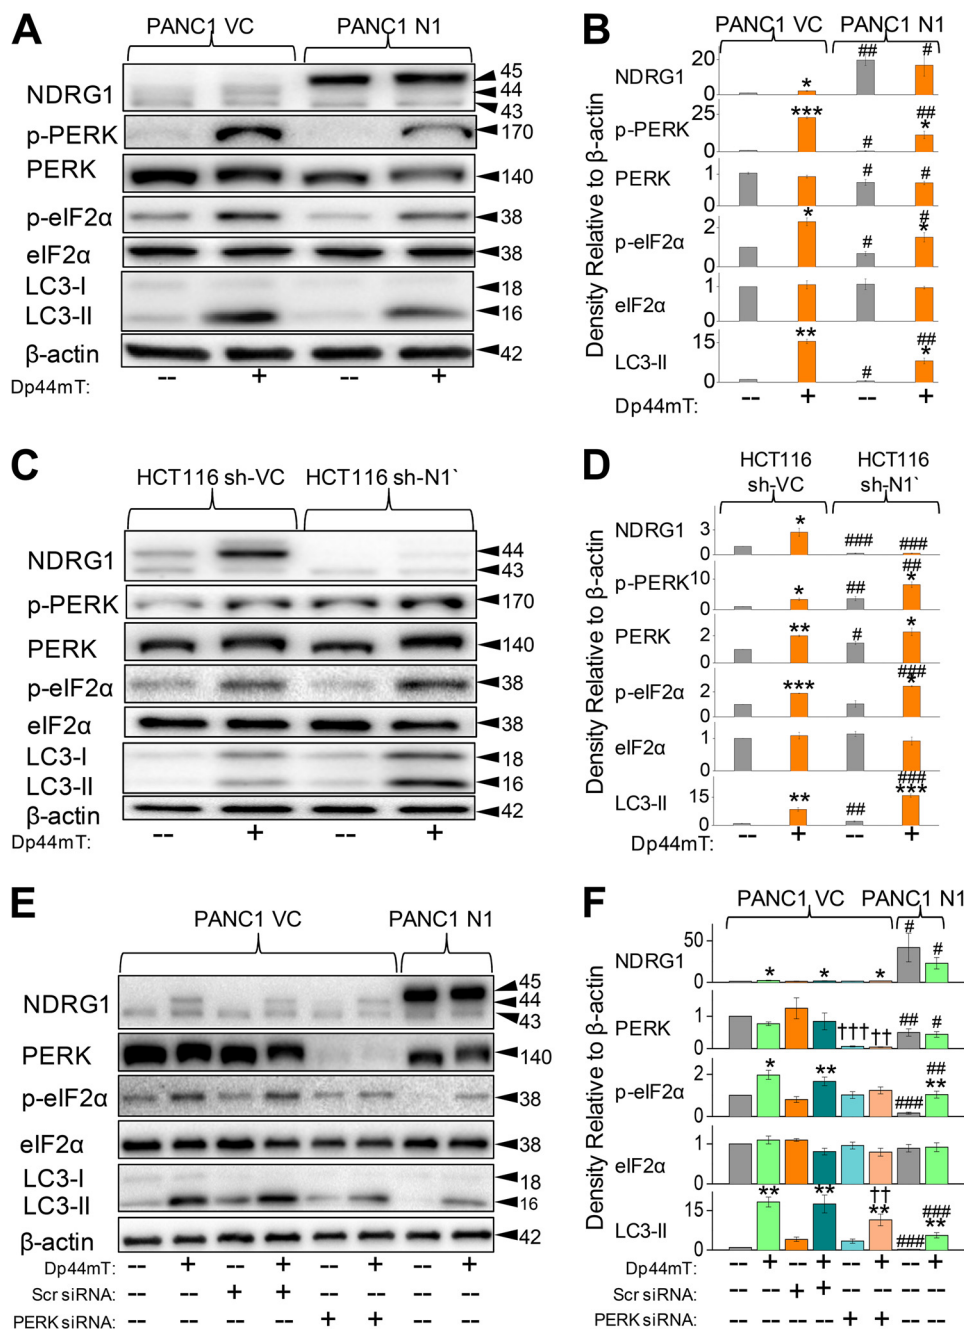 A
PANC1 VC PANC1 N1
NDRG1 45
44
43
p-PERK 170
PERK 140
p-eIF2α 38
eIF2α 38
LC3-I 18
LC3-II 16
β-actin 42
Dp44mT: -- + -- +
B
PANC1 VC PANC1 N1
Density Relative to β-actin
NDRG1 20 0 * ## #
p-PERK 25 0 *** # ## *
PERK 1 0 # #
p-eIF2α 2 0 * # # *
eIF2α 1 0
LC3-II 15 0 ** # ## *
Dp44mT: -- + -- +
C
HCT116 sh-VC HCT116 sh-N1`
NDRG1 44
43
p-PERK 170
PERK 140
p-eIF2α 38
eIF2α 38
LC3-I 18
LC3-II 16
β-actin 42
Dp44mT: -- + -- +
D
HCT116 HCT116
sh-VC sh-N1`
Density Relative to β-actin
NDRG1 3 0 * ### ###
p-PERK 10 0 * ## ## *
PERK 2 0 ** # *
p-eIF2α 2 0 *** ### *
eIF2α 1 0
LC3-II 15 0 ** ## ### ***
Dp44mT: -- + -- +
E
PANC1 VC PANC1 N1
NDRG1 45
44
43
PERK 140
p-eIF2α 38
eIF2α 38
LC3-I 18
LC3-II 16
β-actin 42
Dp44mT: -- + -- + -- + -- +
Scr siRNA: -- -- + + -- -- -- --
PERK siRNA: -- -- -- -- + + -- --
F
PANC1 VC PANC1 N1
Density Relative to β-actin
NDRG1 50 0 * * * # #
PERK 1 0 ††† †† ## #
p-eIF2α 2 0 * ** ### ## **
eIF2α 1 0
LC3-II 15 0 ** ** †† ** ### ### **
Dp44mT: -- + -- + -- + -- +
Scr siRNA: -- -- + + -- -- -- --
PERK siRNA: -- -- -- -- + + -- --